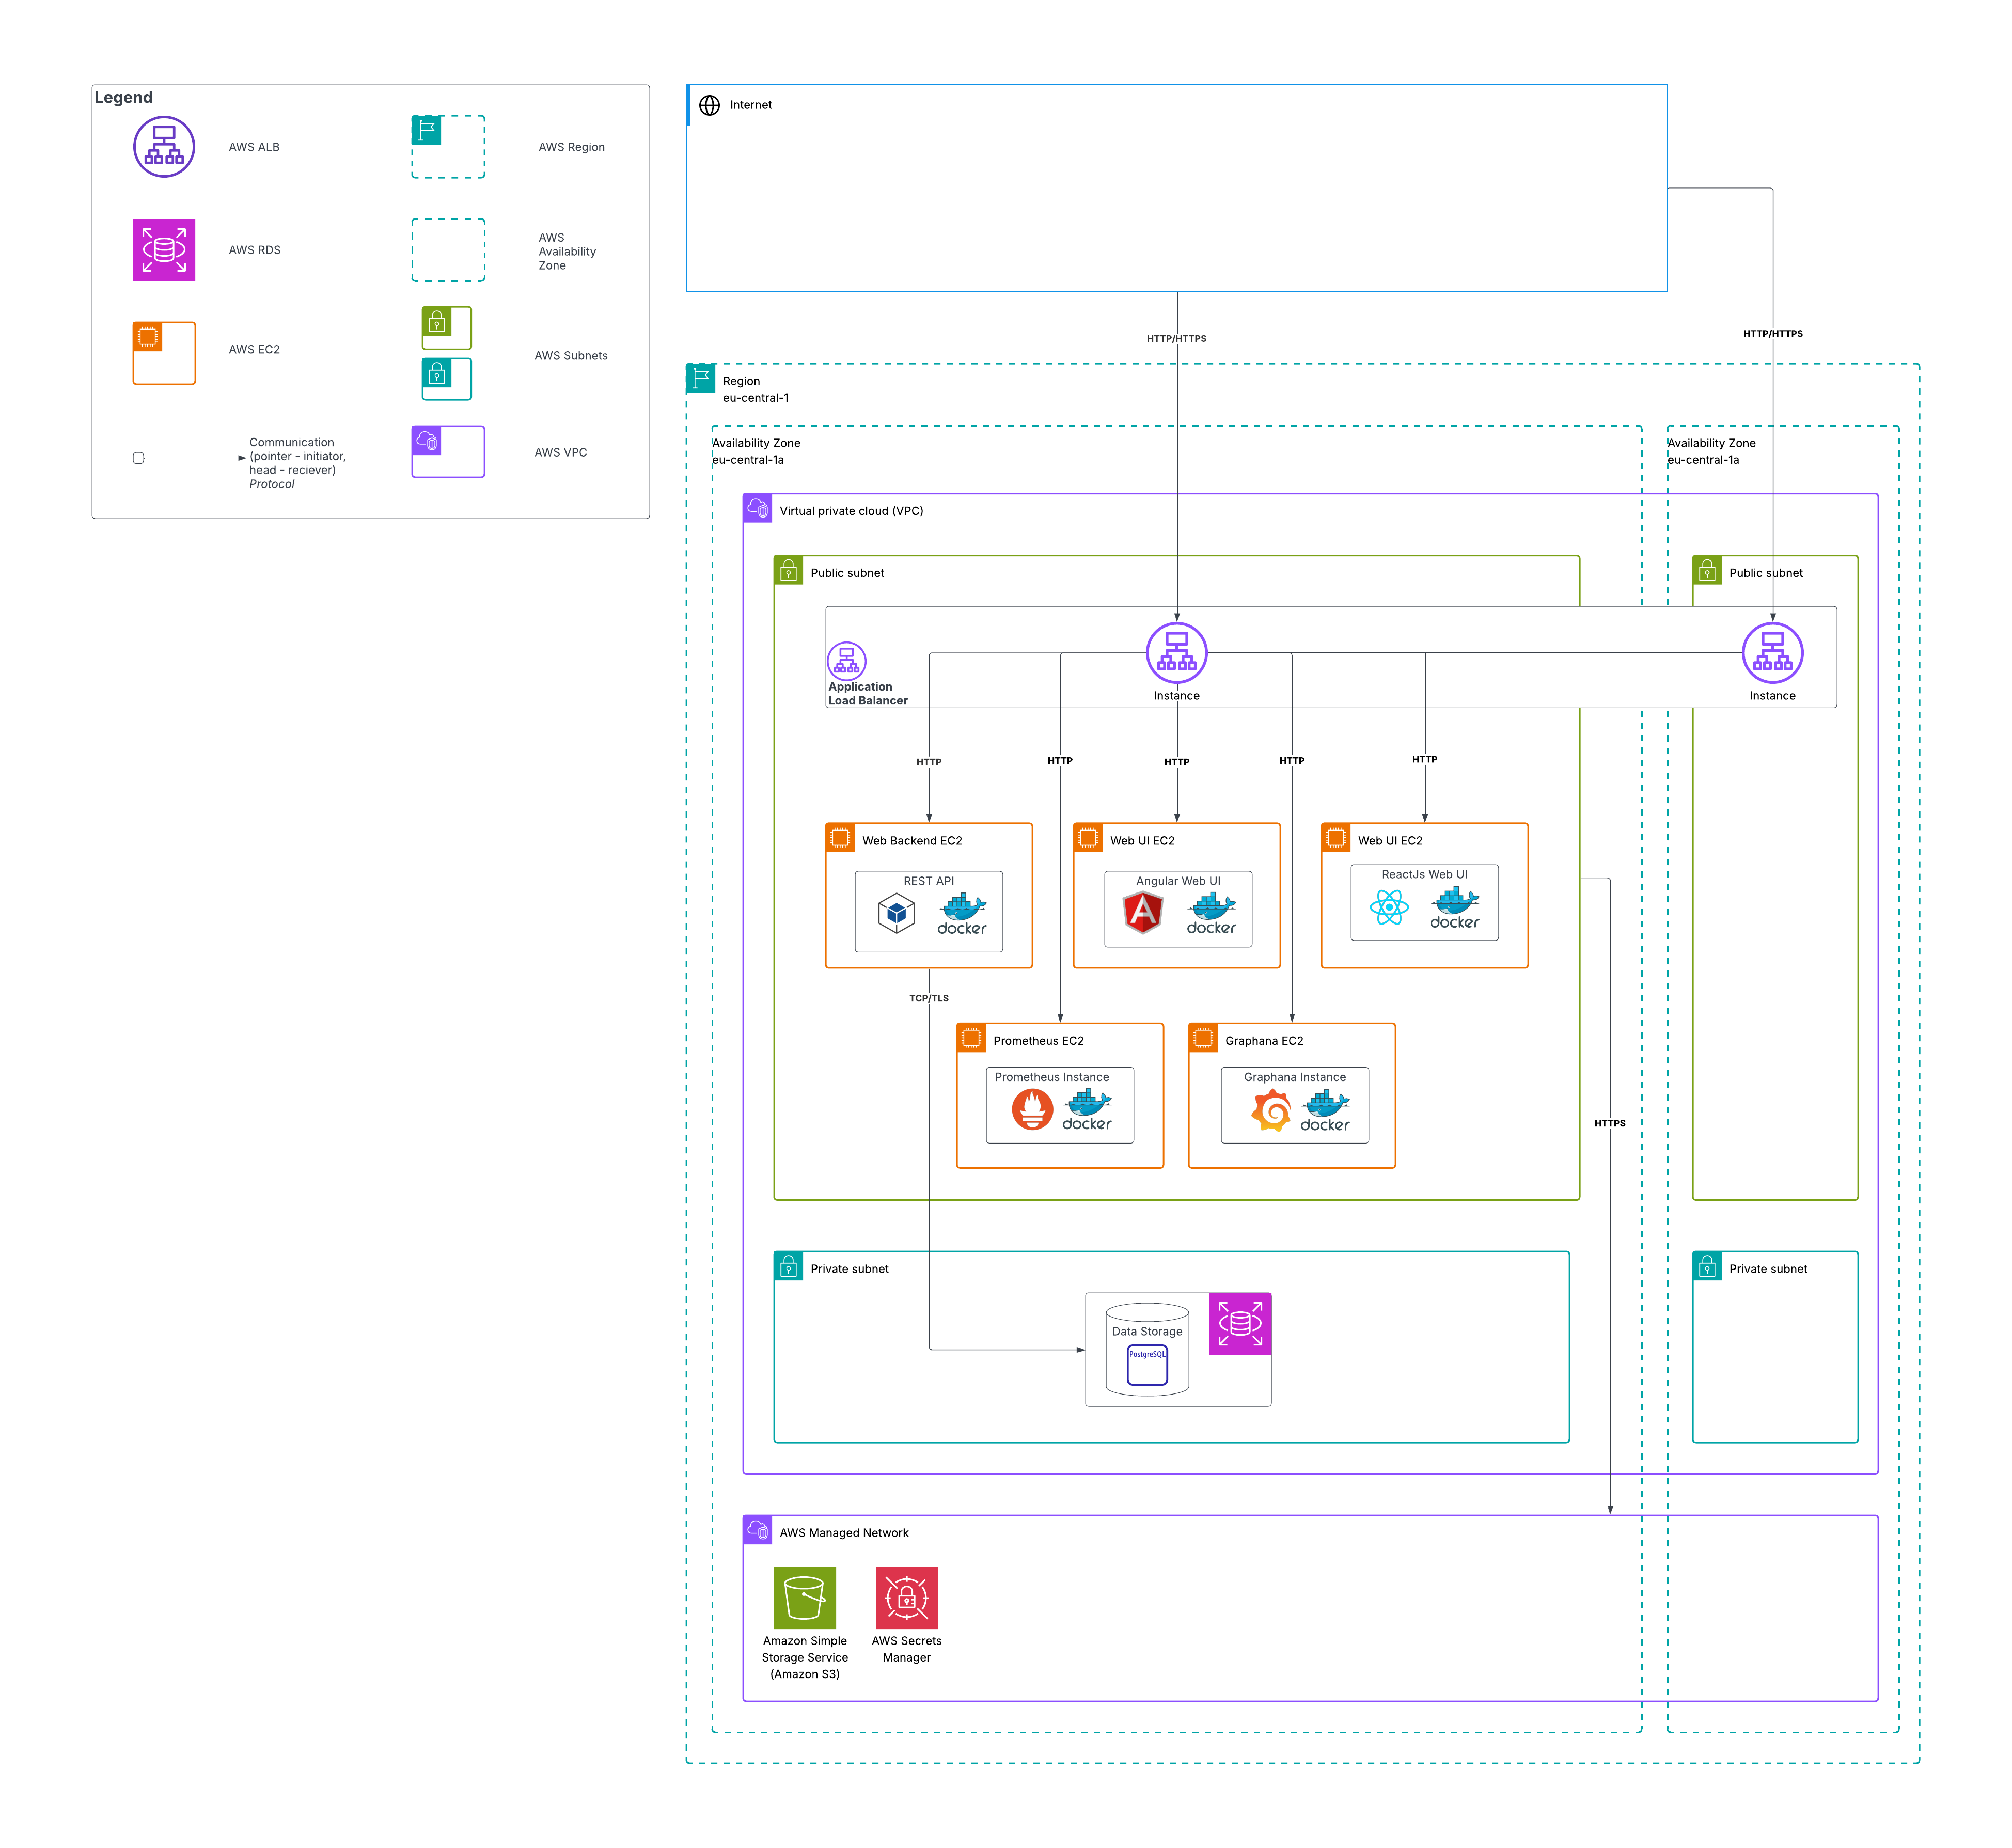 Legend
AWS ALB
AWS Region
AWS RDS
AWS
Availability
Zone
AWS EC2
AWS Subnets
Communication
(pointer - initiator,
head - reciever)
Protocol
AWS VPC
Internet
HTTP/HTTPS
HTTP/HTTPS
Region
eu-central-1
Availability Zone
eu-central-1a
Availability Zone
eu-central-1a
Virtual private cloud (VPC)
Public subnet
Public subnet
Application
Load Balancer
Instance
Instance
HTTP
HTTP
HTTP
HTTP
HTTP
Web Backend EC2
Web UI EC2
Web UI EC2
REST API
docker
Angular Web UI
docker
ReactJs Web UI
docker
TCP/TLS
Prometheus EC2
Graphana EC2
Prometheus Instance
docker
Graphana Instance
docker
HTTPS
Private subnet
Private subnet
Data Storage
PostgreSQL
AWS Managed Network
Amazon Simple
Storage Service
(Amazon S3)
AWS Secrets
Manager